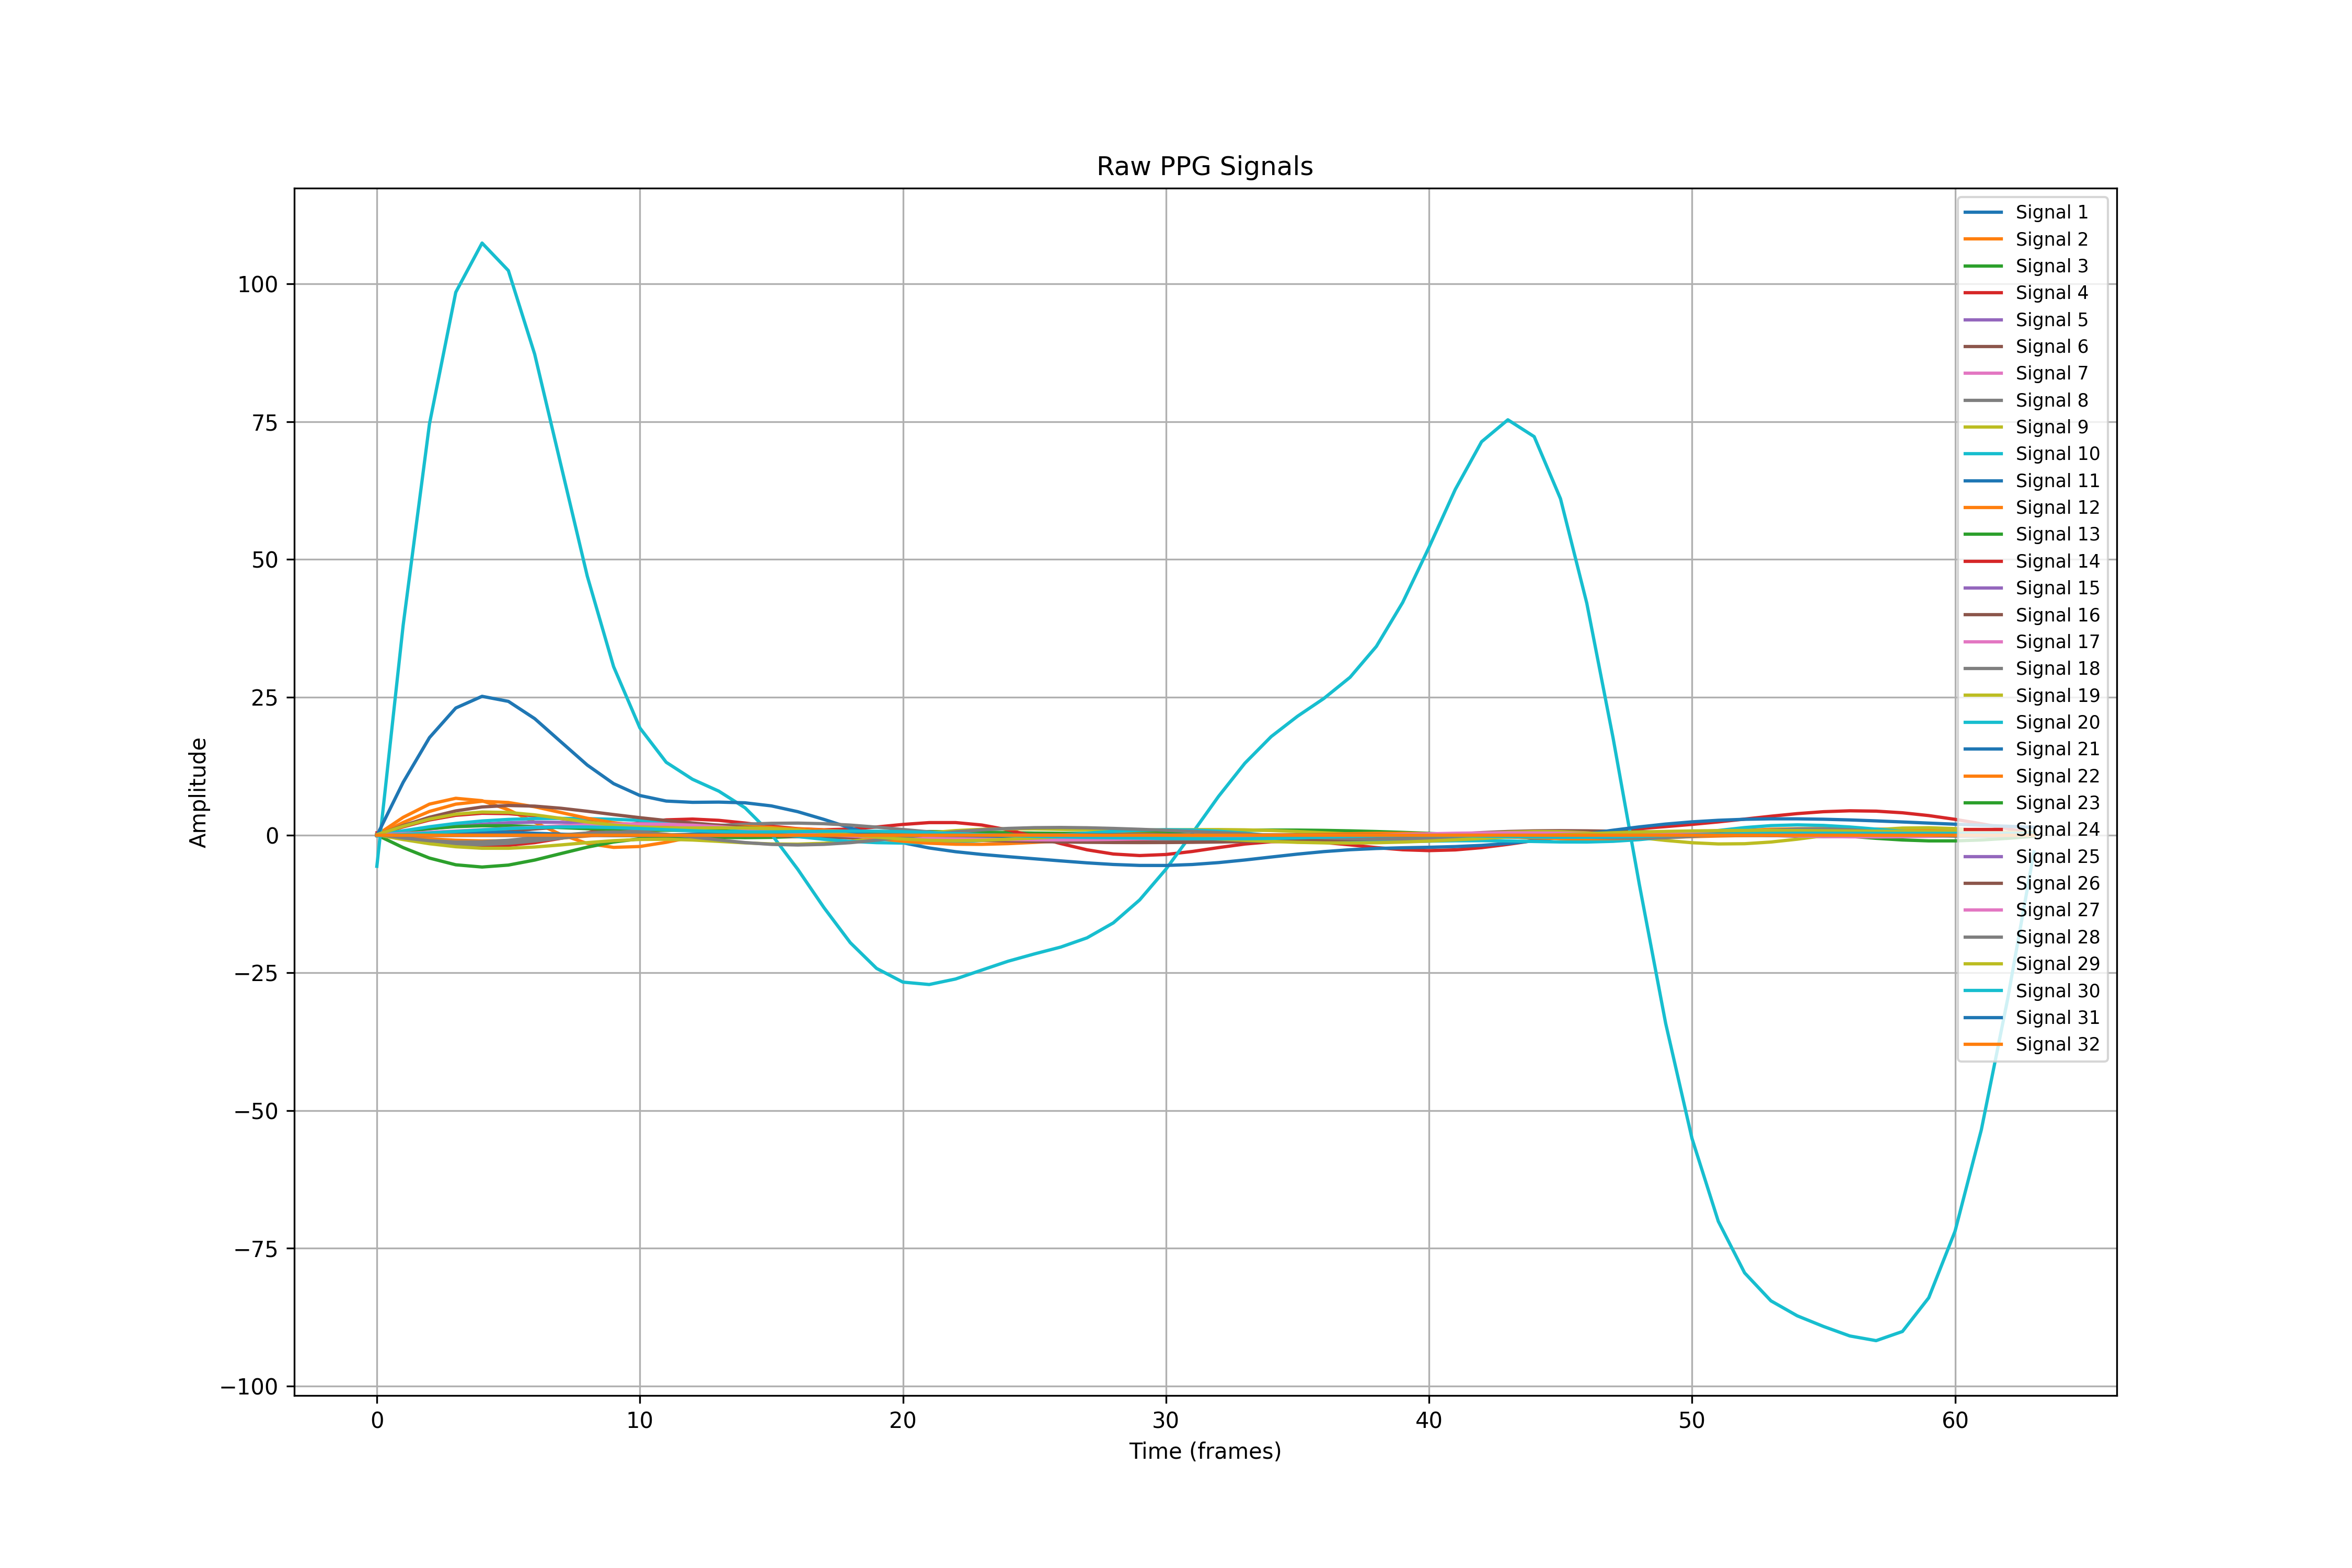 Raw PPG Signals
Signal 1
Signal 2
Signal 3
Signal 4
Signal 5
Signal 6
Signal 7
Signal 8
Signal 9
Signal 10
Signal 11
Signal 12
Signal 13
Signal 14
Signal 15
Signal 16
Signal 17
Signal 18
Signal 19
Signal 20
Signal 21
Signal 22
Signal 23
Signal 24
Signal 25
Signal 26
Signal 27
Signal 28
Signal 29
Signal 30
Signal 31
Signal 32
100
75
50
25
0
−25
−50
−75
−100
Amplitude
0 10 20 30 40 50 60
Time (frames)